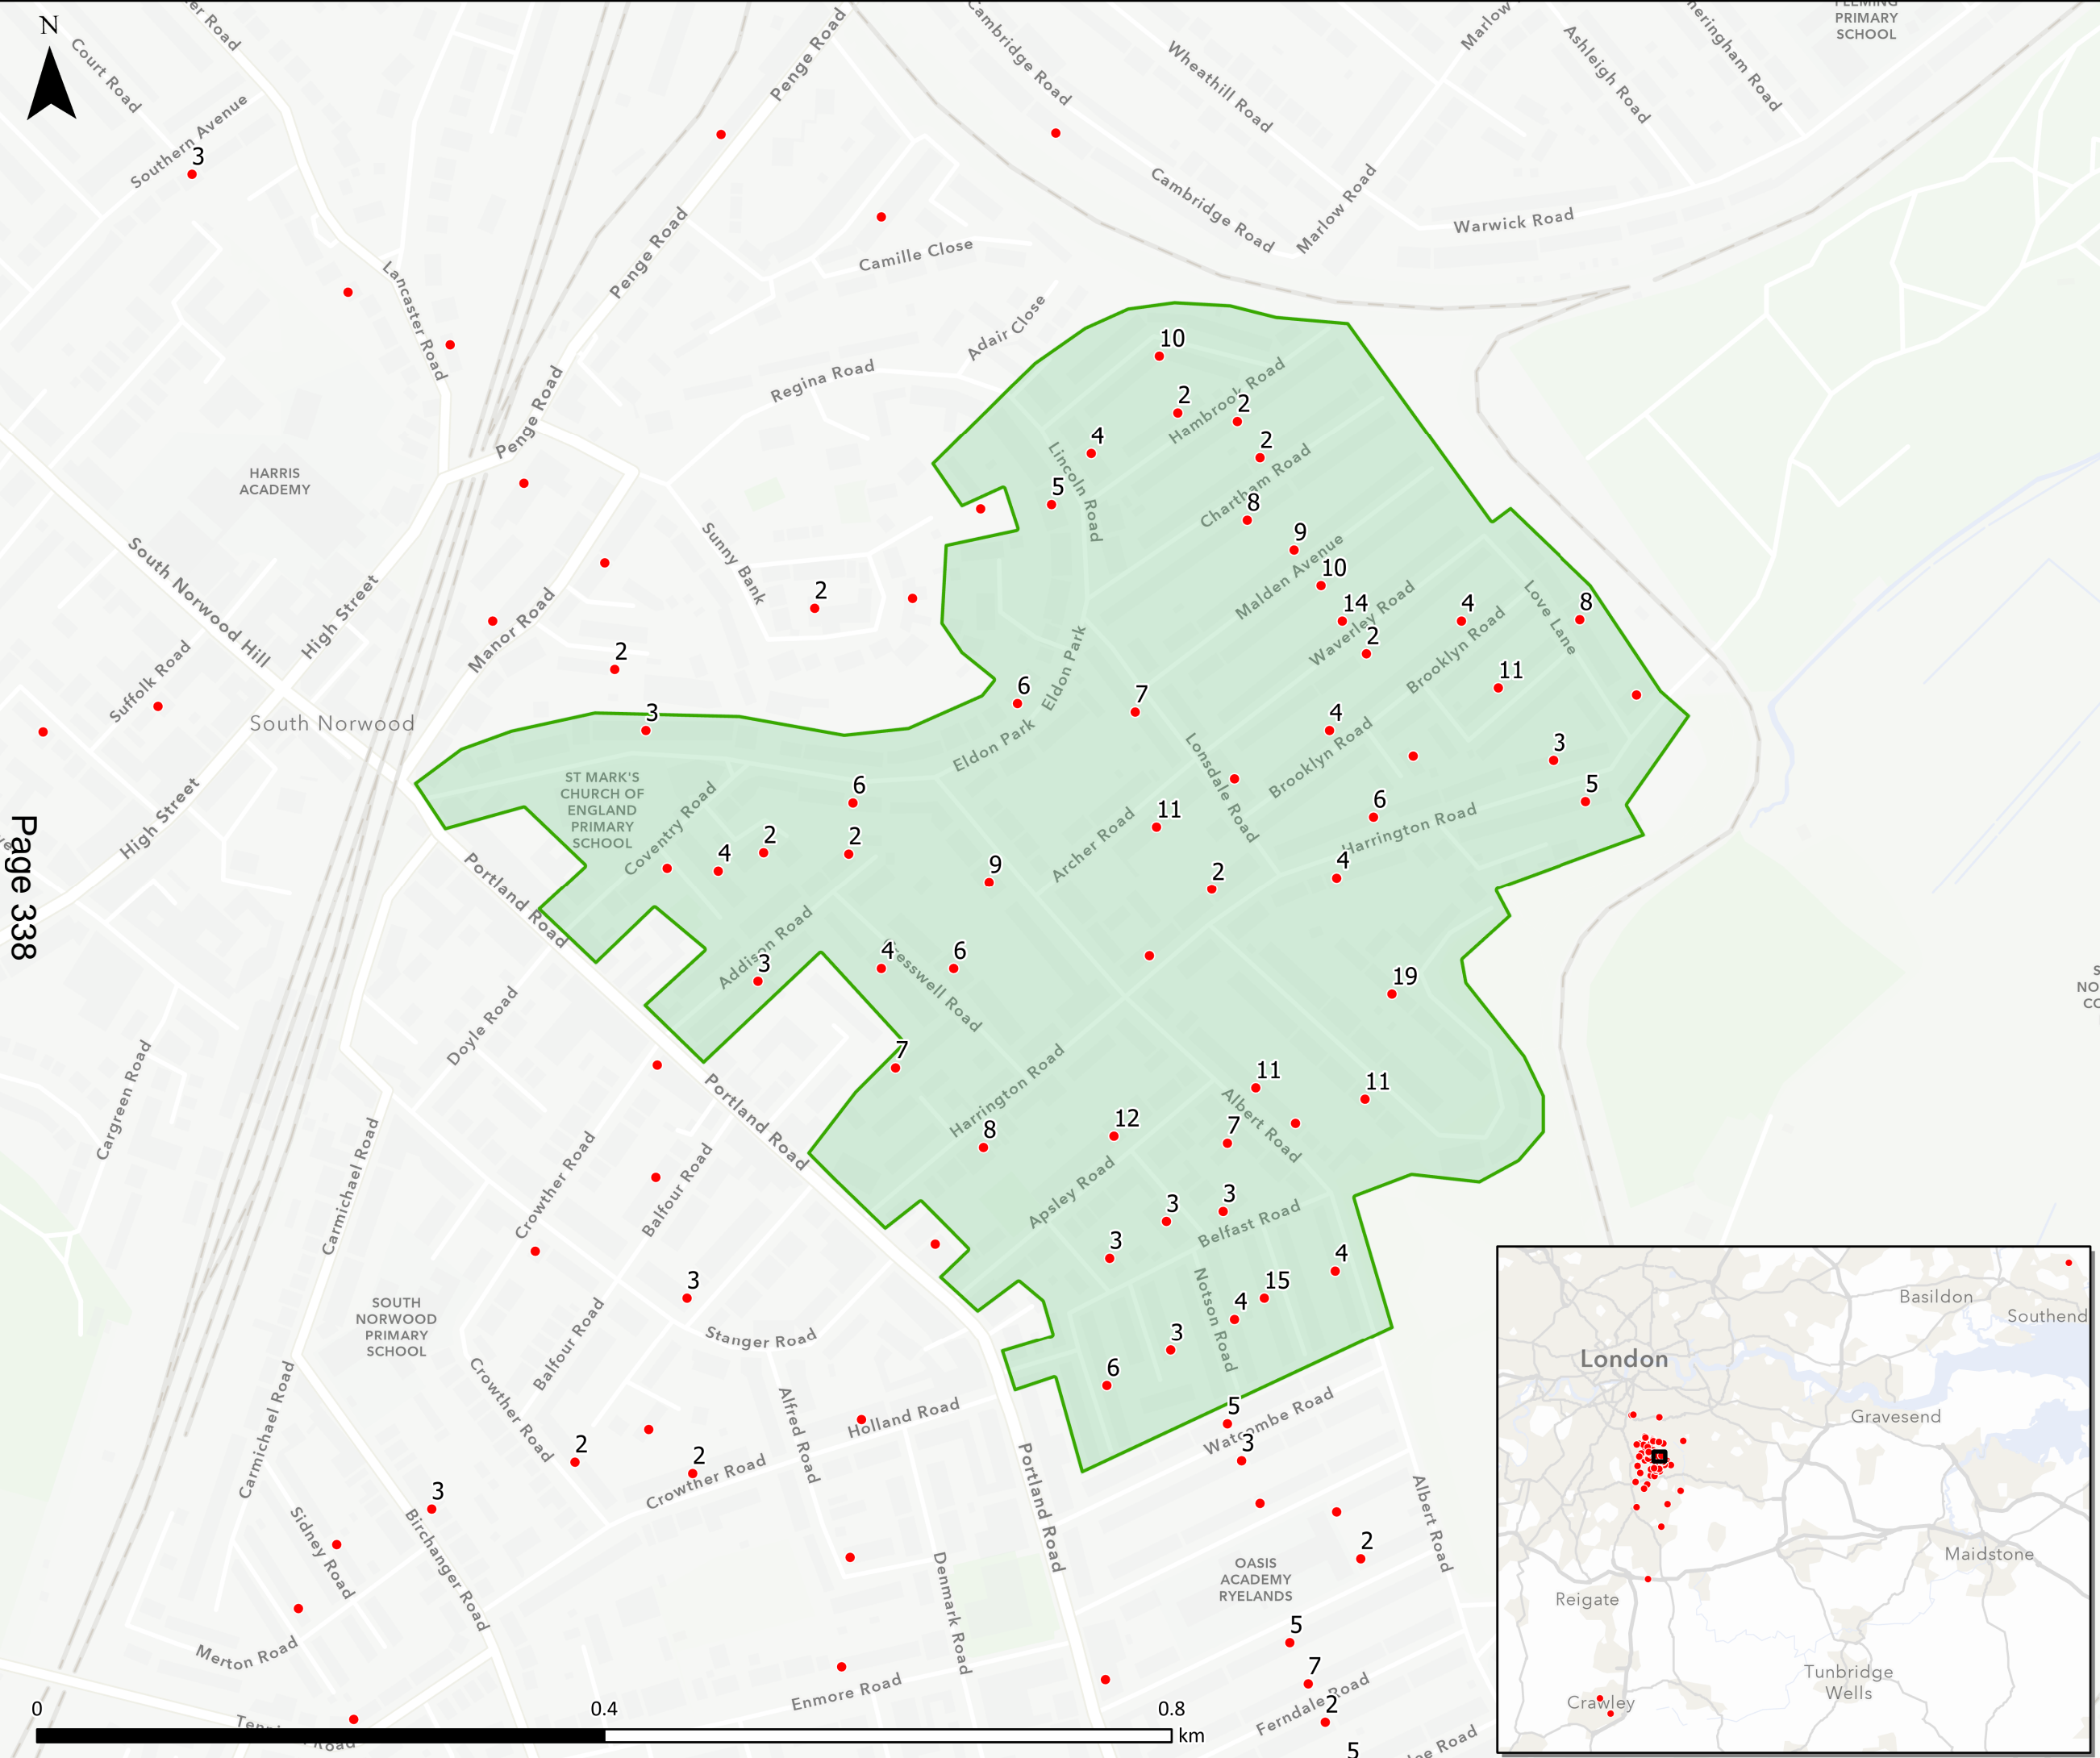 N
Court Road
Southern Avenue
3
Penge Road
Cambridge Road
Wheathill Road
Marlow
Ashleigh Road
PRIMARY
SCHOOL
Penge Road
Camille Close
Cambridge Road
Marlow Road
Warwick Road
Lancaster Road
Adair Close
Regina Road
Penge Road
10
2
2
Hambrook Road
4
2
Lincoln Road
Chartham Road
HARRIS
ACADEMY
5
8
9
Malden Avenue
10
Sunny Bank
2
14
Waverley Road
2
4
Brooklyn Road
Love Lane
8
South Norwood Hill
High Street
Manor Road
2
Suffolk Road
South Norwood
3
6
Eldon Park
7
11
4
Eldon Park
Lonsdale Road
Brooklyn Road
3
5
High Street
ST MARK'S
CHURCH OF
ENGLAND
PRIMARY
SCHOOL
Coventry Road
6
2
4
2
11
Archer Road
6
Harrington Road
4
9
2
Page 338
Portland Road
Addison Road
3
4
6
Cresswell Road
19
Doyle Road
7
Cargreen Road
Portland Road
Harrington Road
8
12
11
Albert Road
7
11
Carmichael Road
Crowther Road
Balfour Road
Apsley Road
3
3
Belfast Road
3
4
3
15
4
Notson Road
3
6
SOUTH
NORWOOD
PRIMARY
SCHOOL
Balfour Road
Stanger Road
Crowther Road
Carmichael Road
Alfred Road
Holland Road
5
Watcombe Road
3
2
2
Crowther Road
Portland Road
Albert Road
3
Sidney Road
Birchanger Road
Denmark Road
OASIS
ACADEMY
RYELANDS
2
5
7
Merton Road
Enmore Road
Ferndale Road
2
5
Road
0
0.4
0.8
km
Basildon
Southend
London
Gravesend
Maidstone
Reigate
Tunbridge
Wells
Crawley